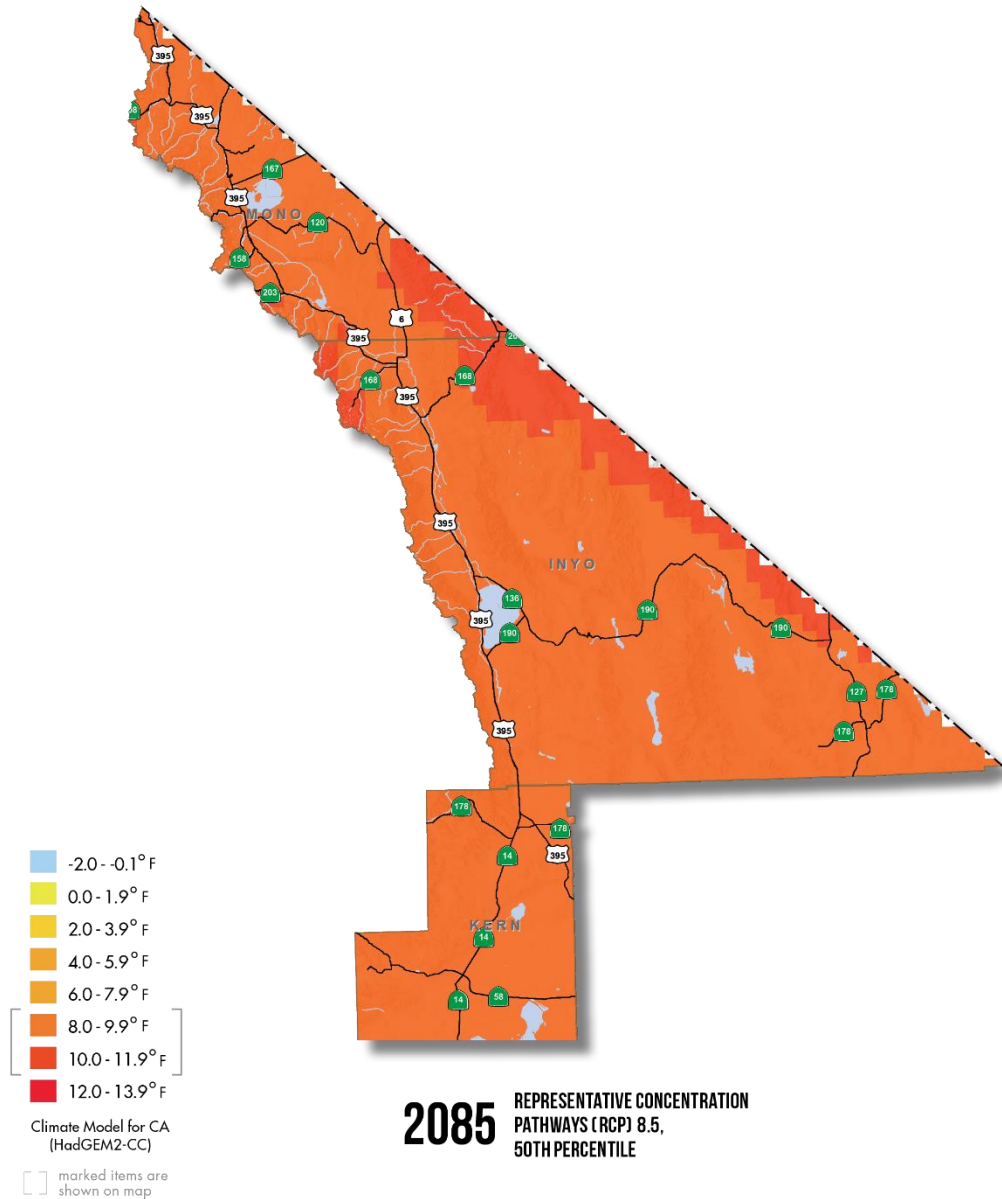 395
395
167
395
MONO
120
158
203
6
395
168
168
395
395
INYO
136
190
395
190
190
127
178
178
395
178
178
14
395
KERN
14
14
58
-2.0 - -0.1° F
0.0 - 1.9° F
2.0 - 3.9° F
4.0 - 5.9° F
6.0 - 7.9° F
8.0 - 9.9° F
10.0 - 11.9° F
12.0 - 13.9° F
Climate Model for CA
(HadGEM2-CC)
marked items are
shown on map
2085
REPRESENTATIVE CONCENTRATION
PATHWAYS (RCP) 8.5,
50TH PERCENTILE